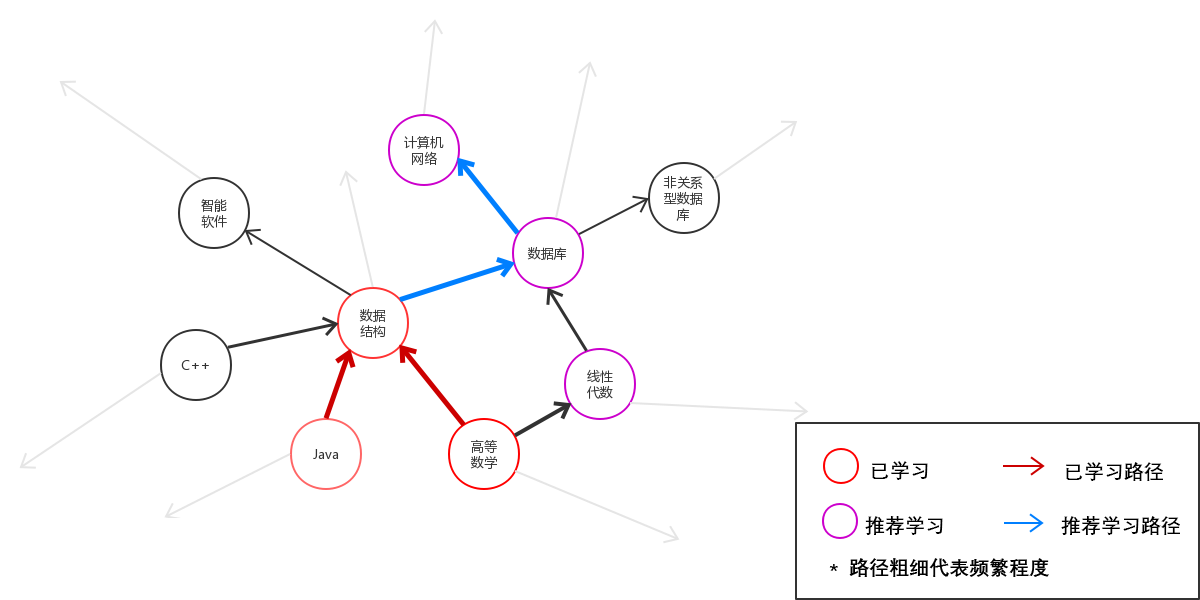 计算机
网络
非关系
型数据
库
智能
软件
数据库
数据
结构
C++
线性
代数
Java
高等
数学
已学习
已学习路径
推荐学习
推荐学习路径
* 路径粗细代表频繁程度